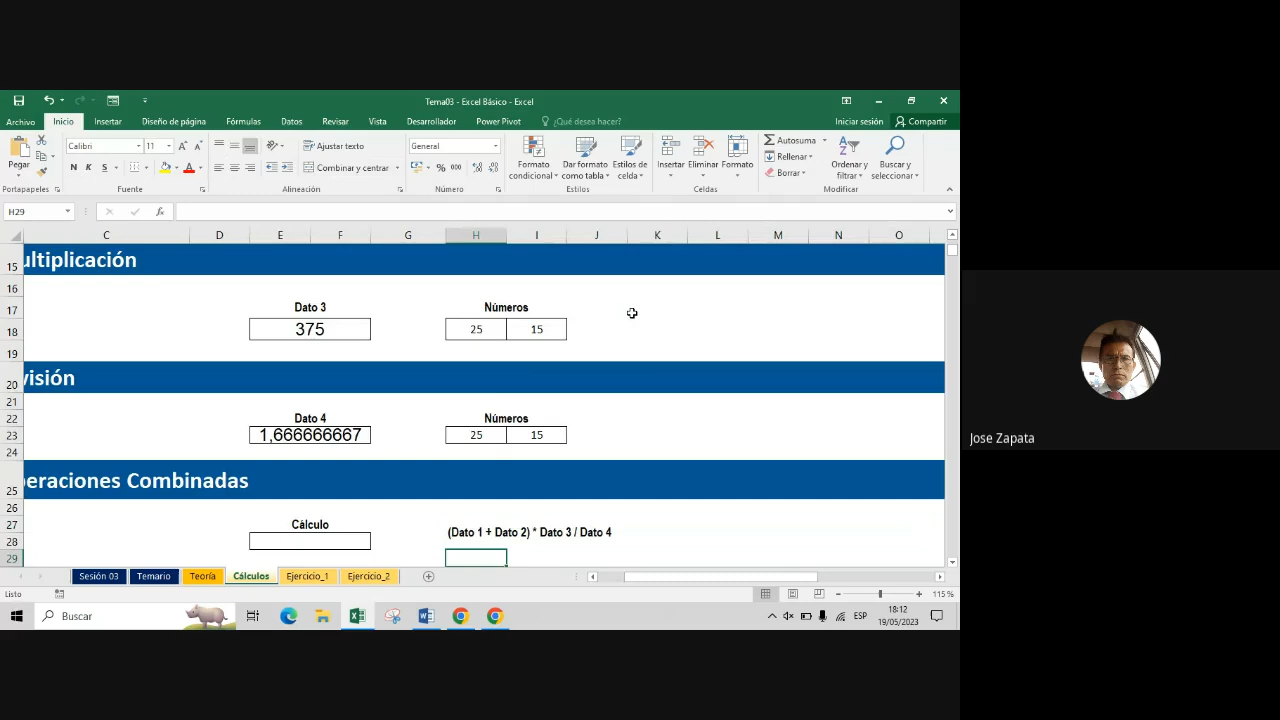 Tema03 - Excel Básico - Excel
Archivo Inicio Insertar Diseño de página Fórmulas Datos Revisar Vista Desarrollador Power Pivot ¿Qué desea hacer? Iniciar sesión Compartir
Pegar
Calibri 11
N K S
Ajustar texto
Combinar y centrar
General
% 000
Formato condicional
Dar formato como tabla
Estilos de celda
Insertar Eliminar Formato
Autosuma
Rellenar
Borrar
Ordenar y filtrar
Buscar y seleccionar
Portapapeles Fuente Alineación Número Estilos Celdas Modificar
H29 fx
C D E F G H I J K L M N O
15 ultiplicación
16
17 Dato 3 Números
18 375 25 15
19
20 visión
21
22 Dato 4 Números
23 1,666666667 25 15
24
25 peraciones Combinadas
26
27 Cálculo
28 (Dato 1 + Dato 2) * Dato 3 / Dato 4
29
Sesión 03 Temario Teoría Cálculos Ejercicio_1 Ejercicio_2
Listo 115 %
Buscar
ESP
18:12
19/05/2023
Jose Zapata